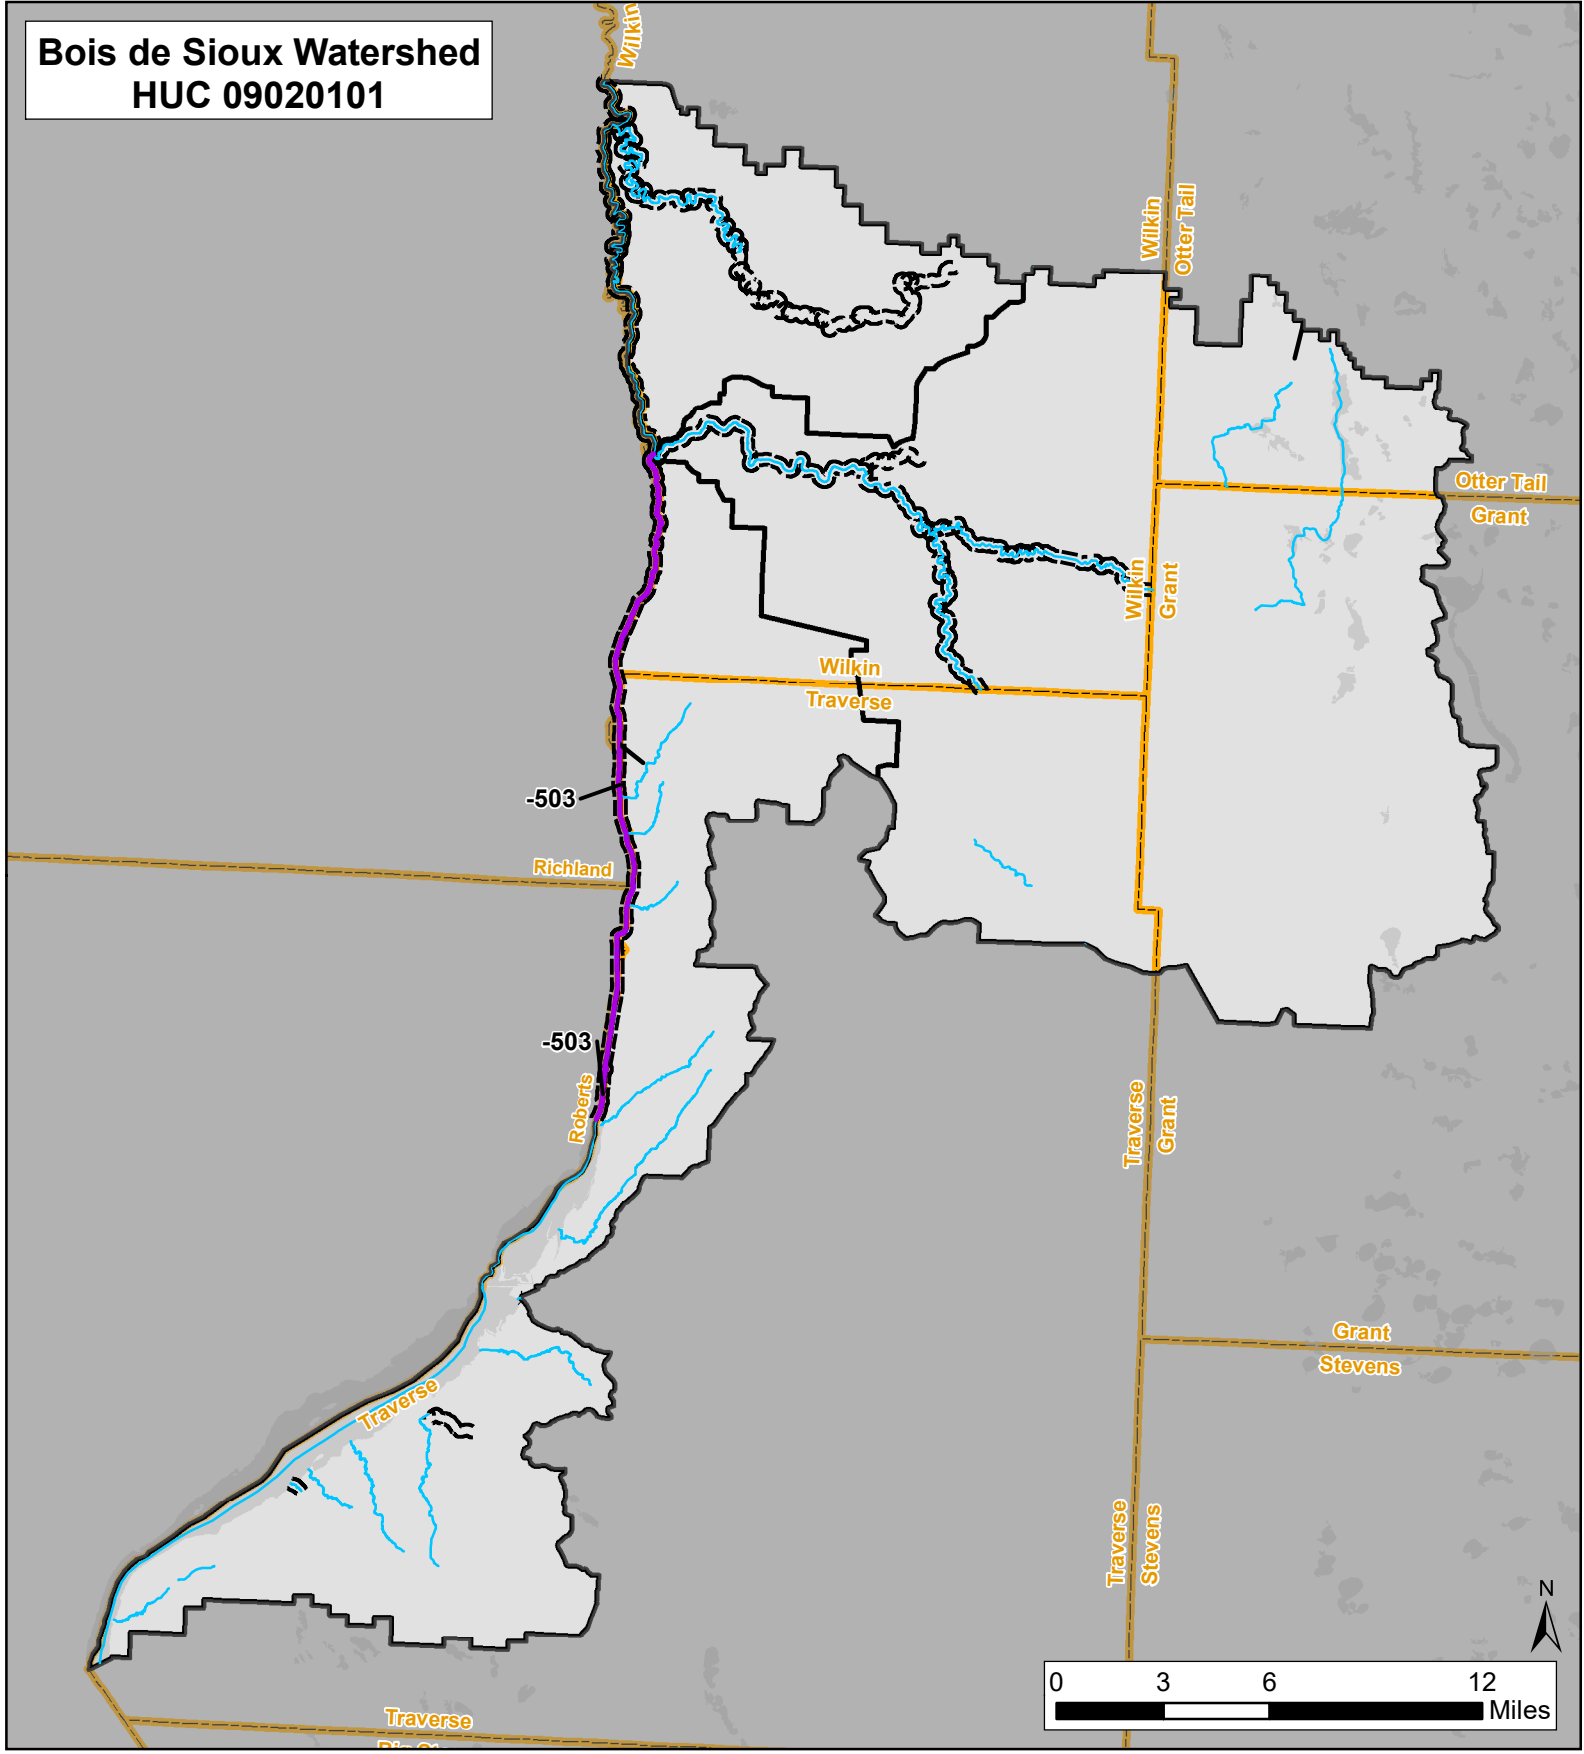 Bois de Sioux Watershed
HUC 09020101
Wilkin
Wilkin
Otter Tail
Otter Tail
Grant
Wilkin
Grant
Wilkin
Traverse
-503
Richland
-503
Roberts
Traverse
Grant
Grant
Stevens
Traverse
Traverse
Stevens
N
0 3 6 12
Miles
Traverse